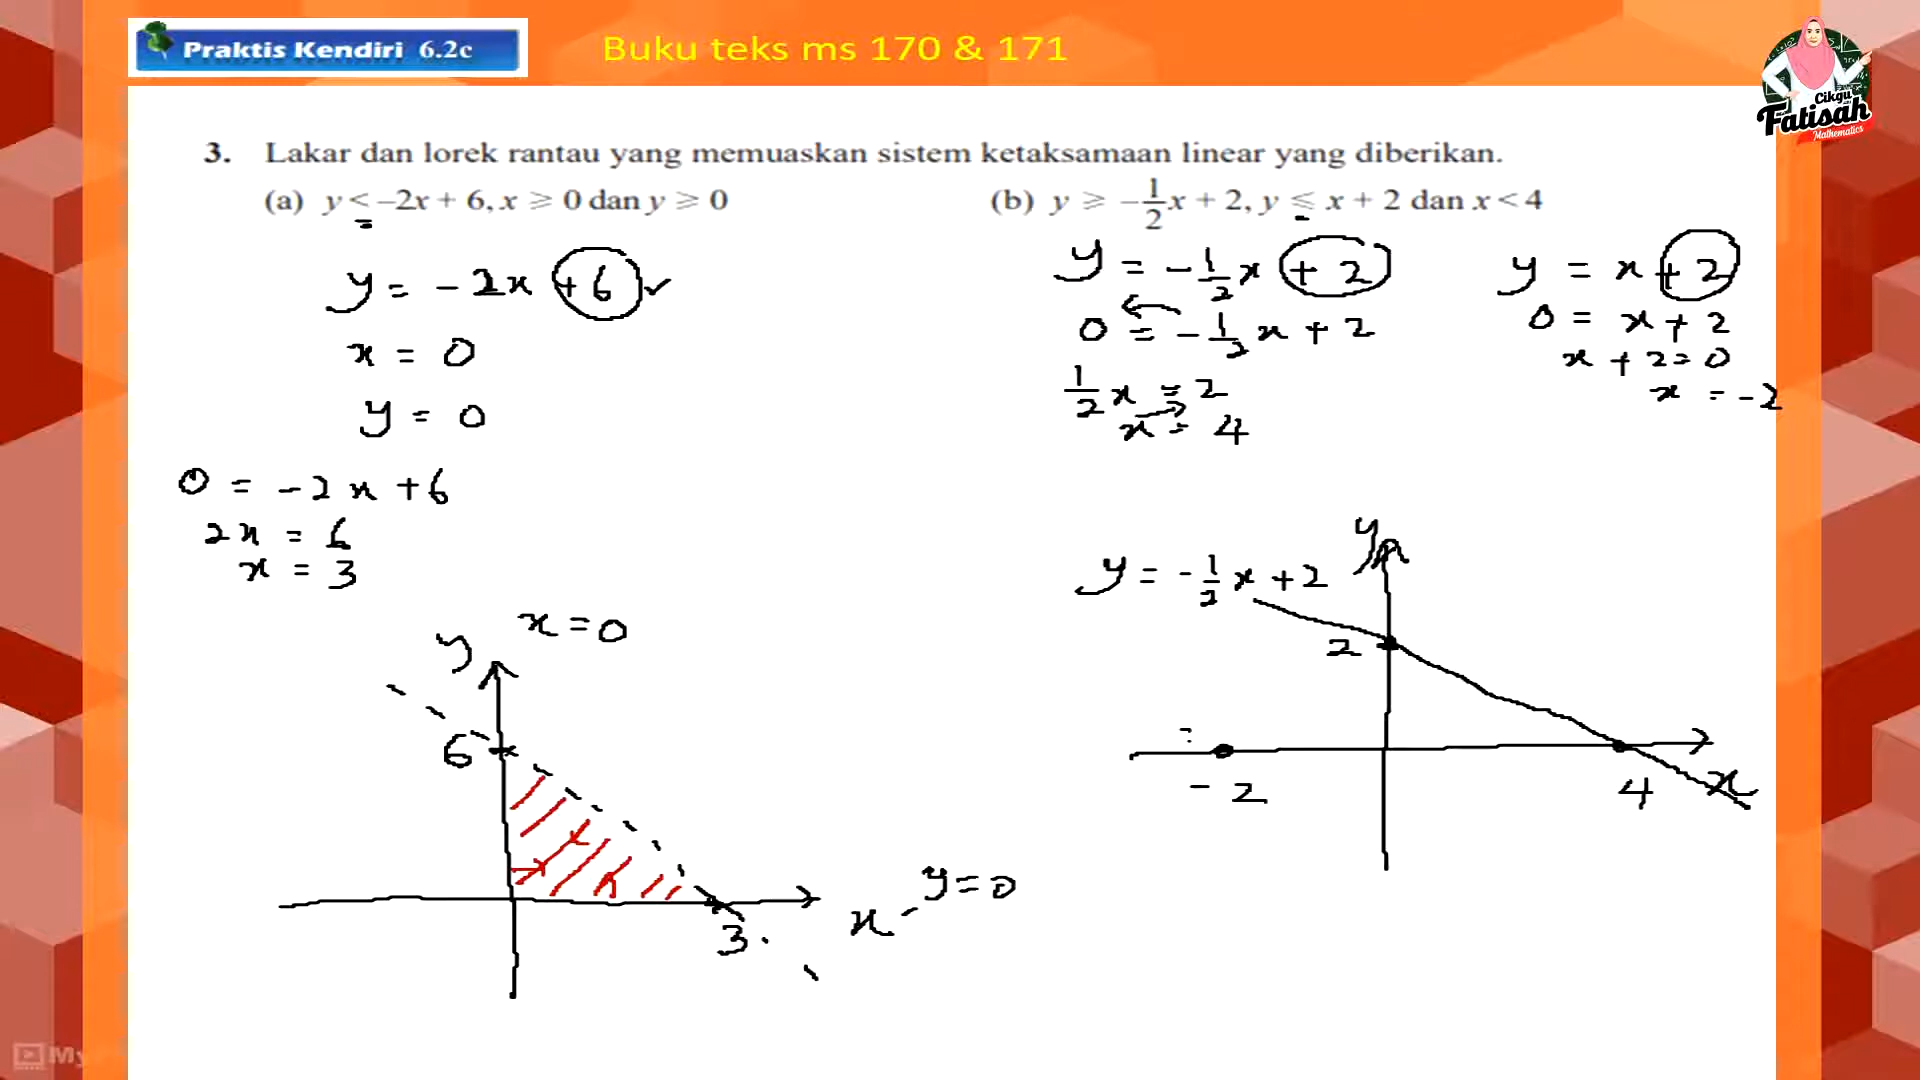 Praktis Kendiri 6.2c
Buku teks ms 170 & 171
Cikgu
Fatisah
Mathematics
3. Lakar dan lorek rantau yang memuaskan sistem ketaksamaan linear yang diberikan.
(a) y < –2x + 6, x ⩾ 0 dan y ⩾ 0
(b) y ⩾ –1/2x + 2, y ⩽ x + 2 dan x < 4
y = -2x +6 ✓
x = 0
y = 0
0 = -2x +6
2x = 6
x = 3
y = -1/2x + 2
0 = -1/2x + 2
1/2x = 2
x = 4
y = x + 2
0 = x + 2
x + 2 = 0
x = -2
x = 0
y
6
3
x
y = 0
y = -1/2x + 2
y
2
-2
4
x
My